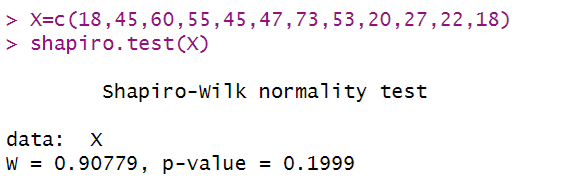 > X=c(18,45,60,55,45,47,73,53,20,27,22,18)
> shapiro.test(X)
Shapiro-Wilk normality test
data:  X
W = 0.90779, p-value = 0.1999